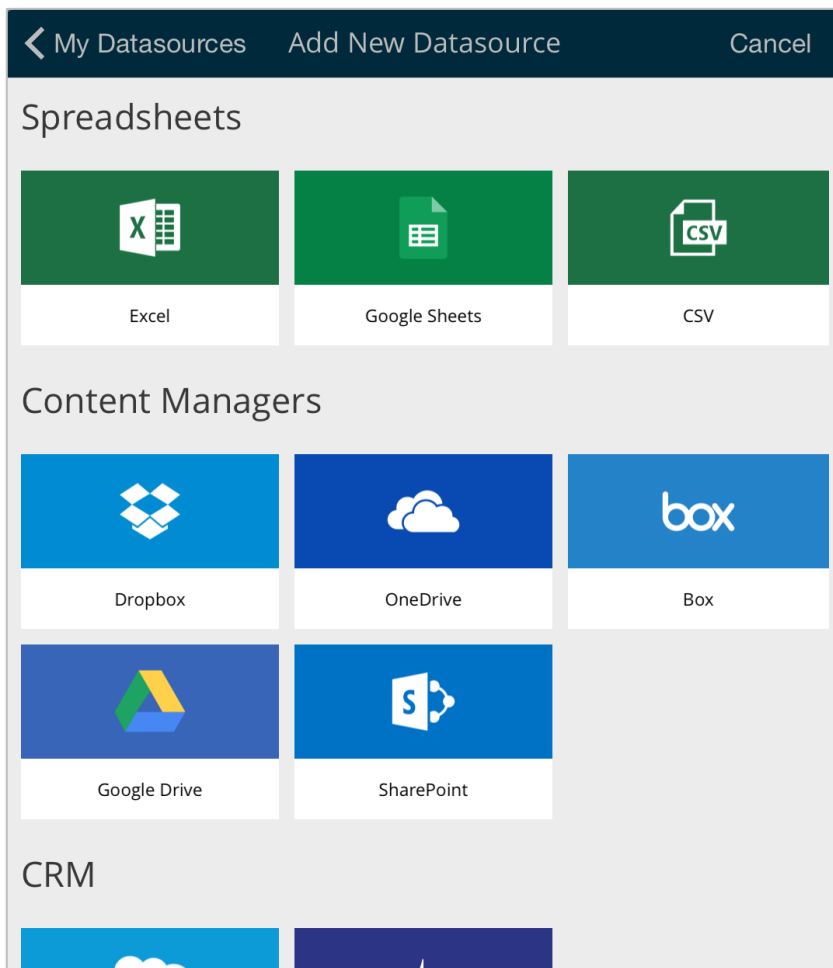 My Datasources Add New Datasource Cancel
Spreadsheets
X CSV
Excel Google Sheets CSV
Content Managers
box
Dropbox OneDrive Box
S
Google Drive SharePoint
CRM